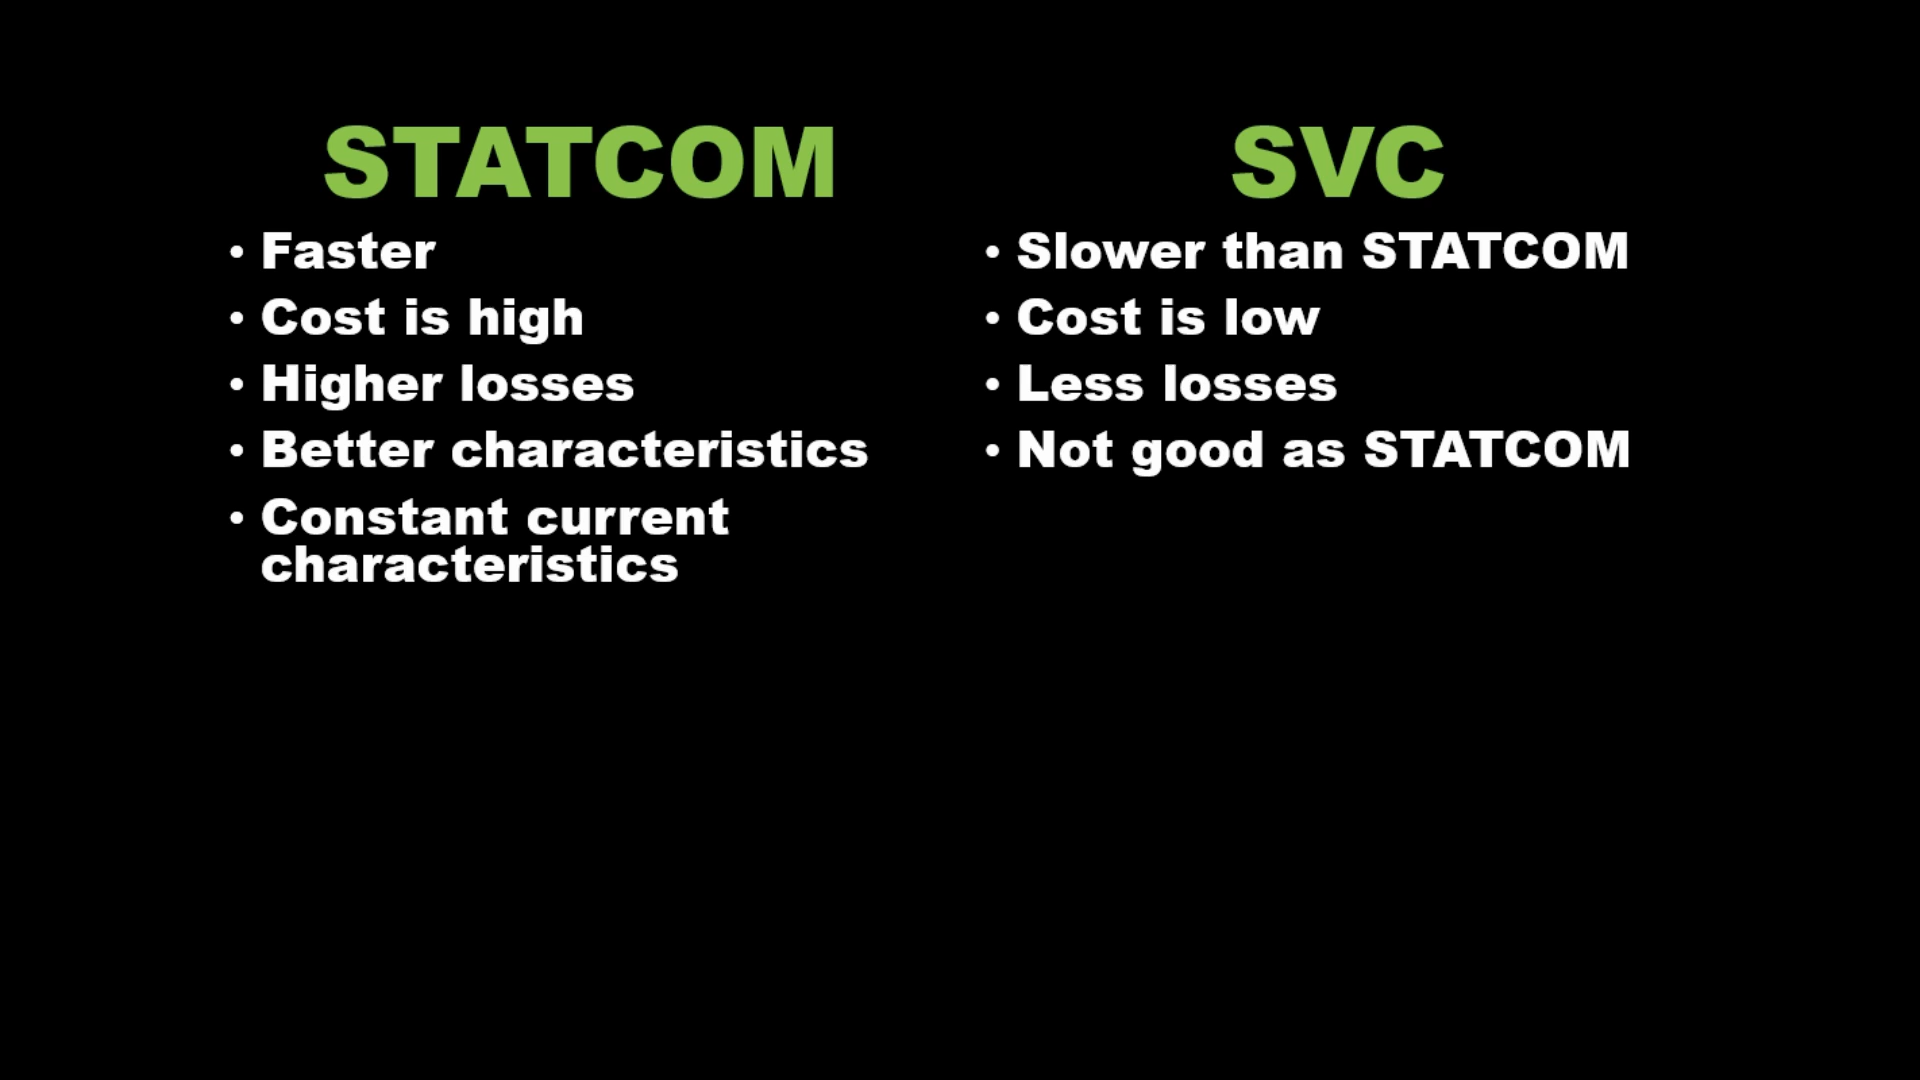 STATCOM
• Faster
• Cost is high
• Higher losses
• Better characteristics
• Constant current
characteristics
SVC
• Slower than STATCOM
• Cost is low
• Less losses
• Not good as STATCOM